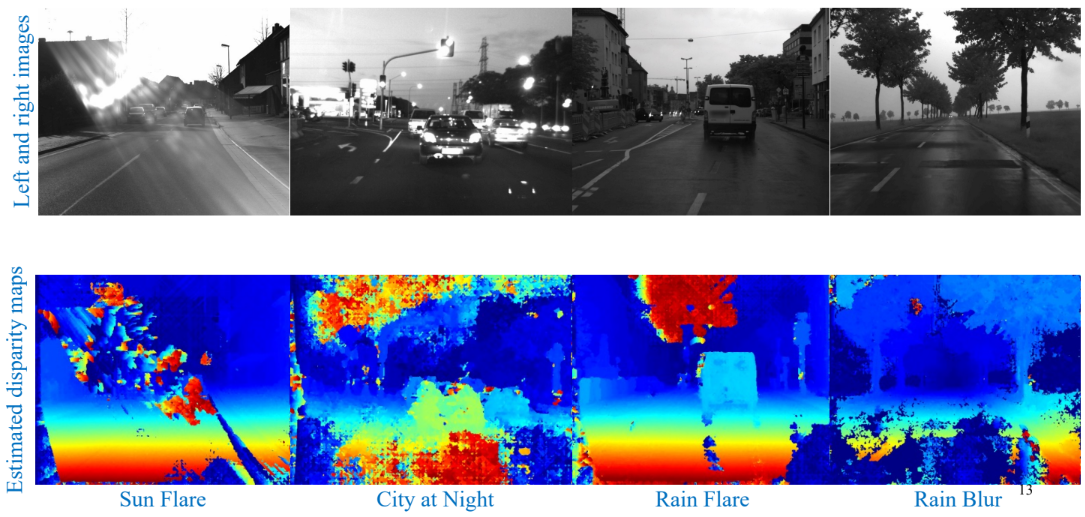 Left and right images
Estimated disparity maps
Sun Flare
City at Night
Rain Flare
Rain Blur
13